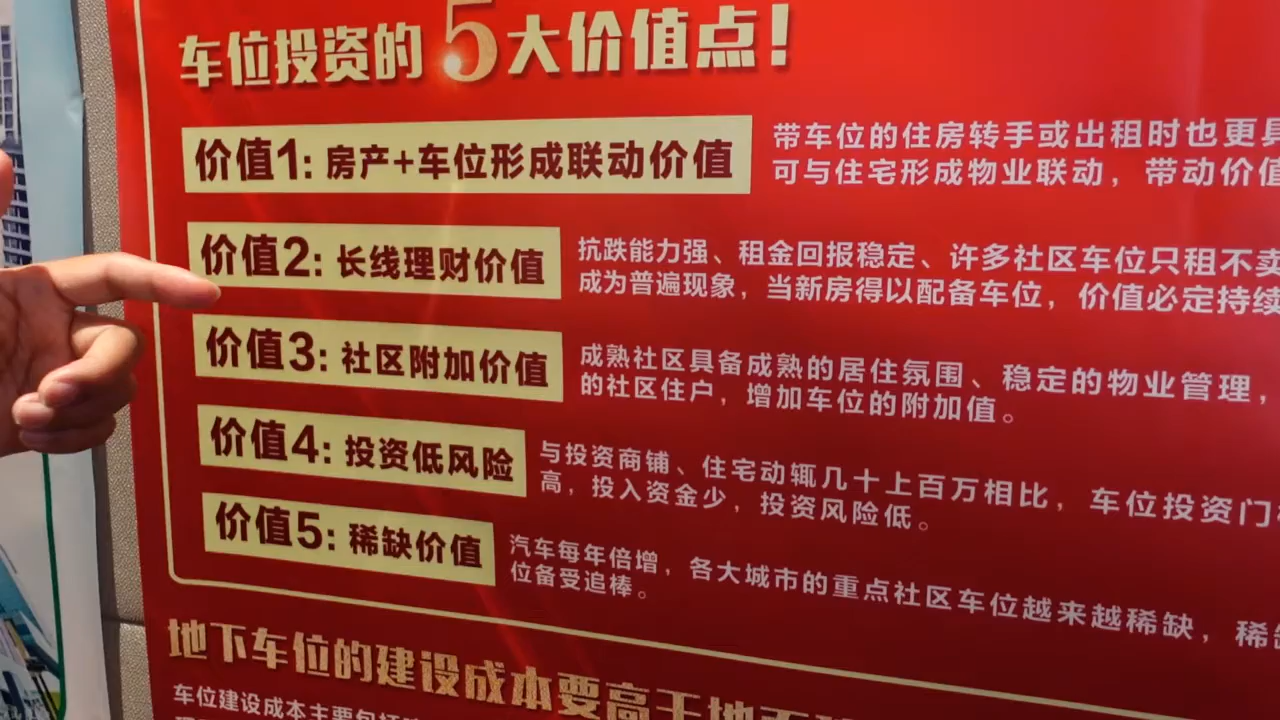 车位投资的5大价值点！
价值1：房产+车位形成联动价值
带车位的住房转手或出租时也更具
可与住宅形成物业联动，带动价值
价值2：长线理财价值
抗跌能力强、租金回报稳定、许多社区车位只租不卖
成为普遍现象，当新房得以配备车位，价值必定持续
价值3：社区附加价值
成熟社区具备成熟的居住氛围、稳定的物业管理，
的社区住户，增加车位的附加值。
价值4：投资低风险
与投资商铺、住宅动辄几十上百万相比，车位投资门
高，投入资金少，投资风险低。
价值5：稀缺价值
汽车每年倍增，各大城市的重点社区车位越来越稀缺，稀
位备受追棒。
地下车位的建设成本要高于地面
车位建设成本主要包括